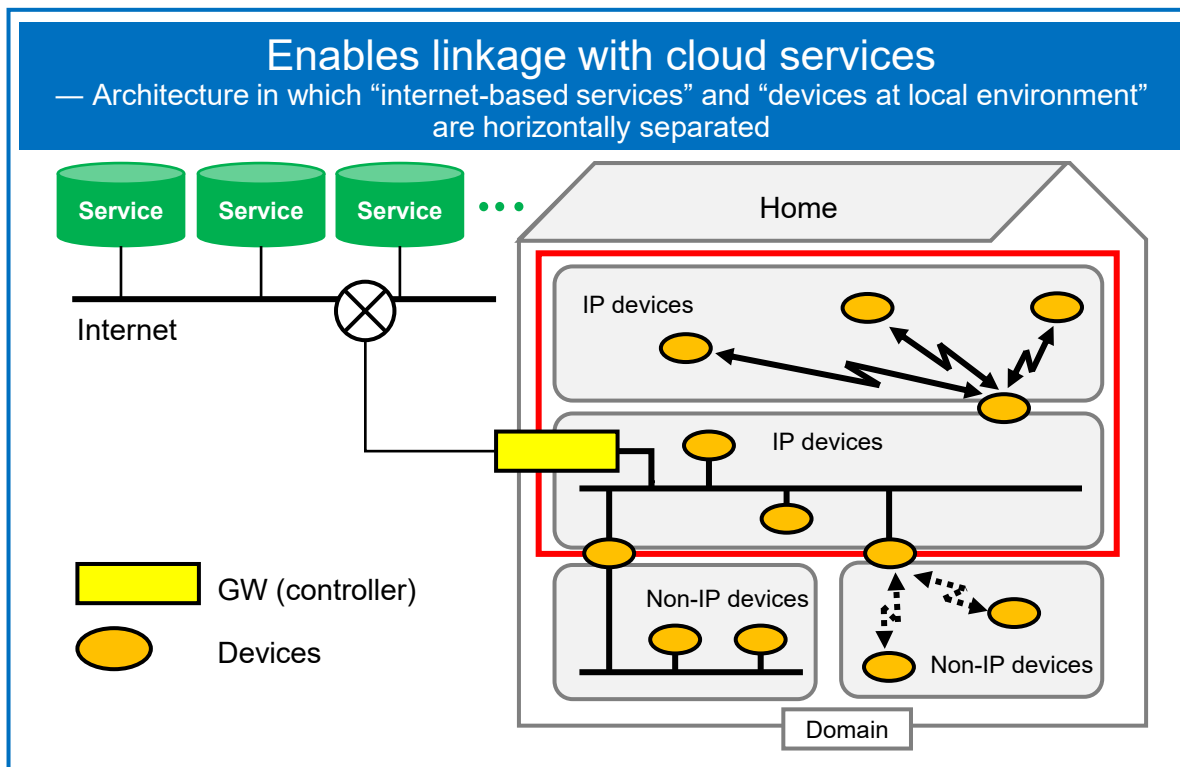 Enables linkage with cloud services
— Architecture in which “internet-based services” and “devices at local environment”
are horizontally separated
Service
Service
Service
Home
IP devices
Internet
IP devices
GW (controller)
Non-IP devices
Devices
Non-IP devices
Domain